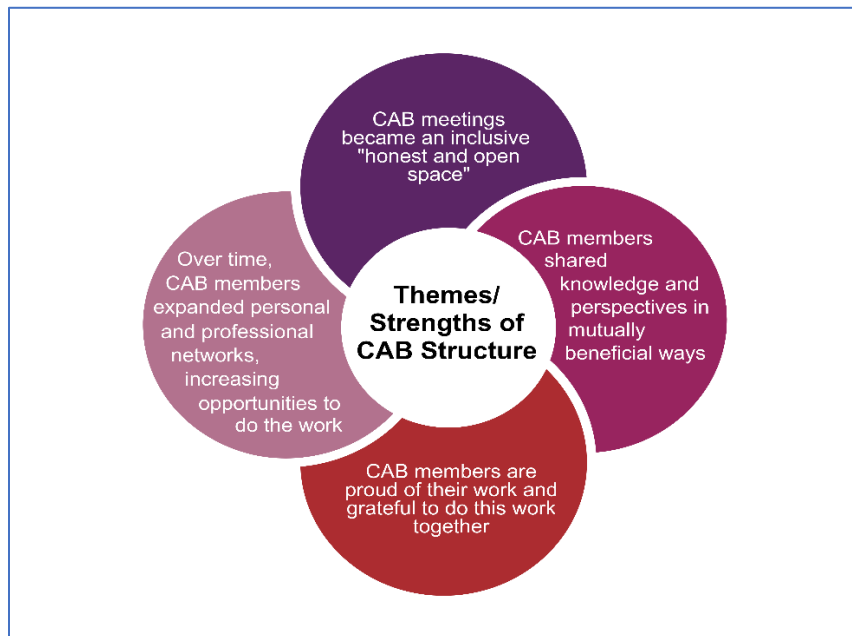 CAB meetings
became an inclusive
"honest and open
space"
CAB members
shared
knowledge and
perspectives in
mutually
beneficial ways
Over time,
CAB members
expanded personal
and professional
networks,
increasing
opportunities to
do the work
Themes/
Strengths of
CAB Structure
CAB members are
proud of their work and
grateful to do this work
together